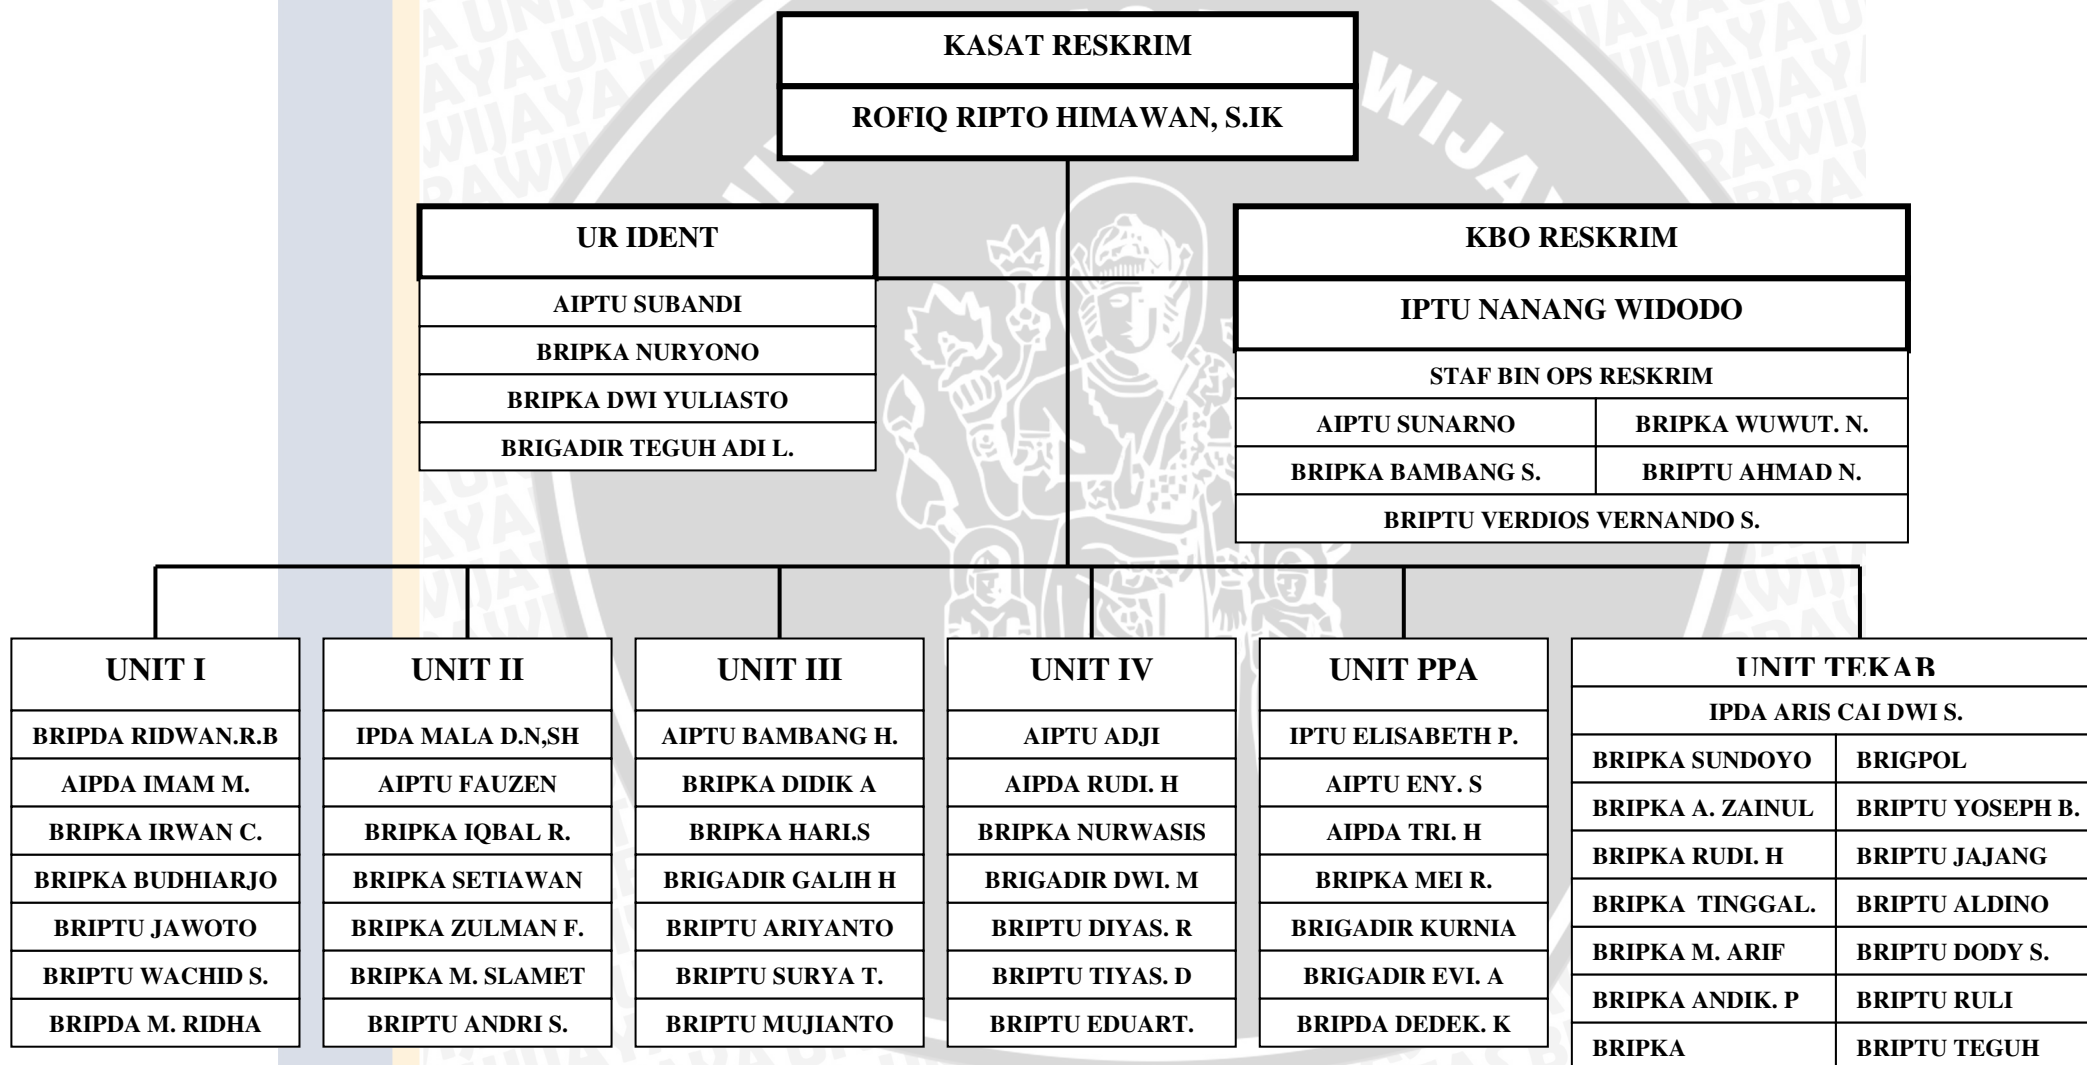 KASAT RESKRIM
ROFIQ RIPTO HIMAWAN, S.IK
UR IDENT
AIPTU SUBANDI
BRIPKA NURYONO
BRIPKA DWI YULIASTO
BRIGADIR TEGUH ADI L.
KBO RESKRIM
IPTU NANANG WIDODO
STAF BIN OPS RESKRIM
AIPTU SUNARNO
BRIPKA WUWUT. N.
BRIPKA BAMBANG S.
BRIPTU AHMAD N.
BRIPTU VERDIOS VERNANDO S.
UNIT I
BRIPDA RIDWAN.R.B
AIPDA IMAM M.
BRIPKA IRWAN C.
BRIPKA BUDHIARJO
BRIPTU JAWOTO
BRIPTU WACHID S.
BRIPDA M. RIDHA
UNIT II
IPDA MALA D.N,SH
AIPTU FAUZEN
BRIPKA IQBAL R.
BRIPKA SETIAWAN
BRIPKA ZULMAN F.
BRIPKA M. SLAMET
BRIPTU ANDRI S.
UNIT III
AIPTU BAMBANG H.
BRIPKA DIDIK A
BRIPKA HARI.S
BRIGADIR GALIH H
BRIPTU ARIYANTO
BRIPTU SURYA T.
BRIPTU MUJIANTO
UNIT IV
AIPTU ADJI
AIPDA RUDI. H
BRIPKA NURWASIS
BRIGADIR DWI. M
BRIPTU DIYAS. R
BRIPTU TIYAS. D
BRIPTU EDUART.
UNIT PPA
IPTU ELISABETH P.
AIPTU ENY. S
AIPDA TRI. H
BRIPKA MEI R.
BRIGADIR KURNIA
BRIGADIR EVI. A
BRIPDA DEDEK. K
UNIT TEKAB
IPDA ARIS CAI DWI S.
BRIPKA SUNDOYO
BRIGPOL
BRIPKA A. ZAINUL
BRIPTU YOSEPH B.
BRIPKA RUDI. H
BRIPTU JAJANG
BRIPKA TINGGAL.
BRIPTU ALDINO
BRIPKA M. ARIF
BRIPTU DODY S.
BRIPKA ANDIK. P
BRIPTU RULI
BRIPKA
BRIPTU TEGUH